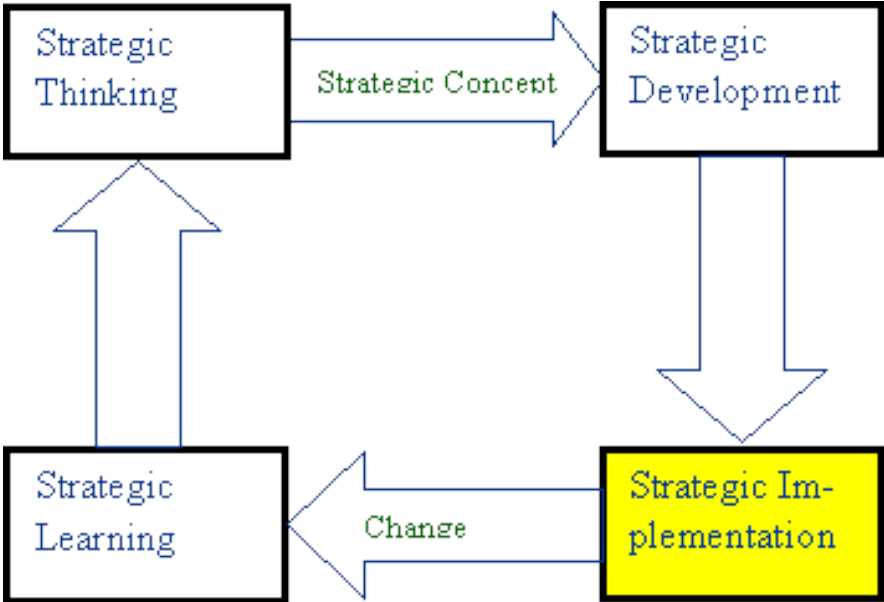 Strategic
Thinking
Strategic Concept
Strategic
Development
Strategic
Learning
Change
Strategic Im-
plementation